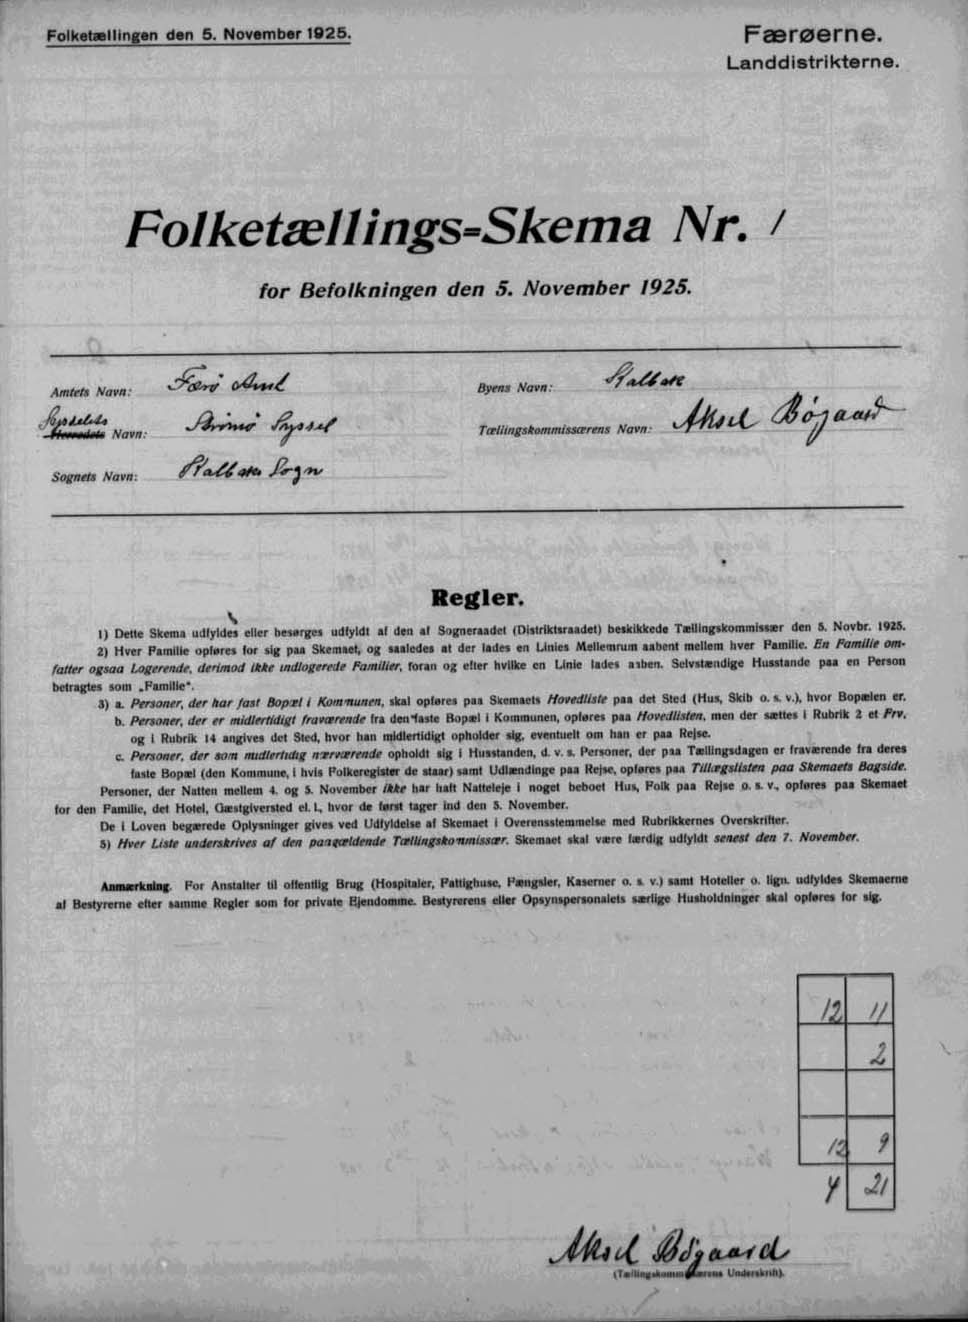 Folketællingen den 5. November 1925.
Færøerne.
Landdistrikterne.
Folketællings=Skema Nr. 1
for Befolkningen den 5. November 1925.
Amtets Navn: Færø Amt
Byens Navn: Kalbak
Sysselets
Herredets Navn: Strømø Syssel
Tællingskommissærens Navn: Aksel Bøgaard
Sognets Navn: Kalbaks Sogn
Regler.
1) Dette Skema udfyldes eller besørges udfyldt af den af Sogneraadet (Distriktsraadet) beskikkede Tællingskommissær den 5. Novbr. 1925.
2) Hver Familie opføres for sig paa Skemaet, og saaledes at der lades en Linies Mellemrum aabent mellem hver Familie. En Familie om-
fatter ogsaa Logerende, derimod ikke indlogerede Familier, foran og efter hvilke en Linie lades aaben. Selvstændige Husstande paa en Person
betragtes som „Familie“.
3) a. Personer, der har fast Bopæl i Kommunen, skal opføres paa Skemaets Hovedliste paa det Sted (Hus, Skib o. s. v.), hvor Bopælen er.
b. Personer, der er midlertidigt fraværende fra den faste Bopæl i Kommunen, opføres paa Hovedlisten, men der sættes i Rubrik 2 et Frv,
og i Rubrik 14 angives det Sted, hvor han midlertidigt opholder sig, eventuelt om han er paa Rejse.
c. Personer, der som midlertidig nærværende opholdt sig i Husstanden, d. v. s. Personer, der paa Tællingsdagen er fraværende fra deres
faste Bopæl (den Kommune, i hvis Folkeregister de staar) samt Udlændinge paa Rejse, opføres paa Tillægslisten paa Skemaets Bagside.
Personer, der Natten mellem 4. og 5. November ikke har haft Natteleje i noget beboet Hus, Folk paa Rejse o. s. v., opføres paa Skemaet
for den Familie, det Hotel, Gæstgiversted el. l., hvor de først tager ind den 5. November.
De i Loven begærede Oplysninger gives ved Udfyldelse af Skemaet i Overensstemmelse med Rubrikkernes Overskrifter.
5) Hver Liste underskrives af den paagældende Tællingskommissær. Skemaet skal være færdig udfyldt senest den 7. November.
Anmærkning. For Anstalter til offentlig Brug (Hospitaler, Fattighuse, Fængsler, Kaserner o. s. v.) samt Hoteller o. lign. udfyldes Skemaerne
af Bestyrerne efter samme Regler som for private Ejendomme. Bestyrerens eller Opsynspersonalets særlige Husholdninger skal opføres for sig.
12 11
2
12 9
4 21
Aksel Bøgaard
(Tællingskommissærens Underskrift).